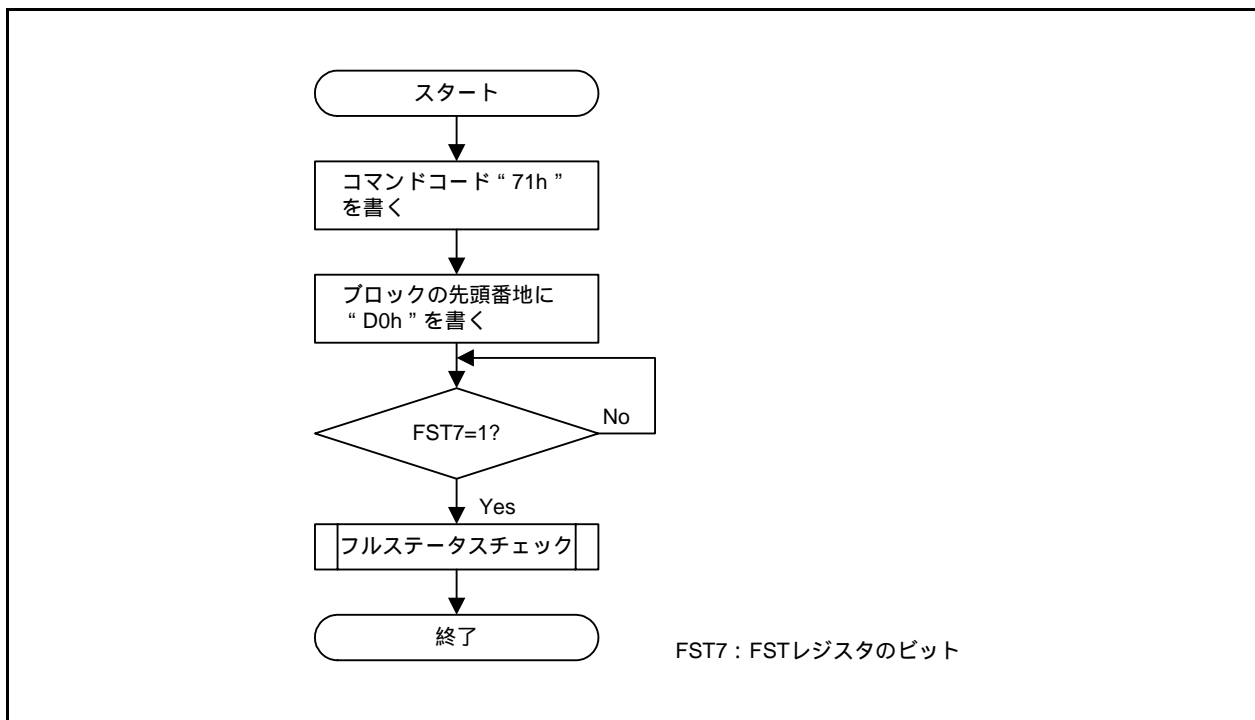 スタート
コマンドコード“ 71h ”
を書く
ブロックの先頭番地に
“ D0h ” を書く
FST7=1?
No
Yes
フルステータスチェック
終了
FST7 : FSTレジスタのビット